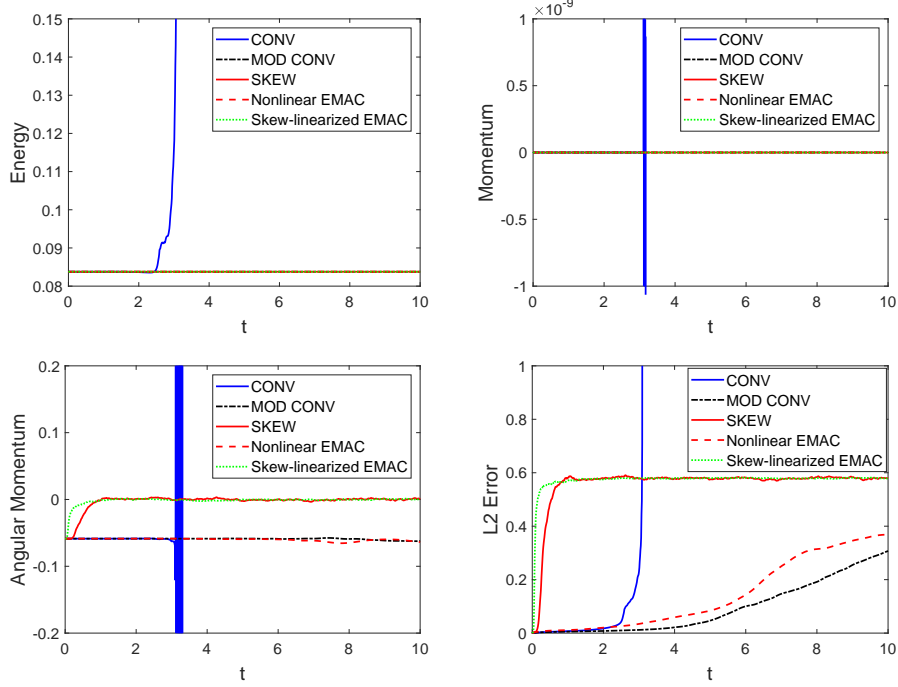 0.15
0.14
0.13
0.12
0.11
0.1
0.09
0.08
Energy
0 2 4 6 8 10
t
CONV
MOD CONV
SKEW
Nonlinear EMAC
Skew-linearized EMAC
×10⁻⁹
1
0.5
0
-0.5
-1
Momentum
0 2 4 6 8 10
t
CONV
MOD CONV
SKEW
Nonlinear EMAC
Skew-linearized EMAC
0.2
0.1
0
-0.1
-0.2
Angular Momentum
0 2 4 6 8 10
t
CONV
MOD CONV
SKEW
Nonlinear EMAC
Skew-linearized EMAC
1
0.8
0.6
0.4
0.2
0
L2 Error
0 2 4 6 8 10
t
CONV
MOD CONV
SKEW
Nonlinear EMAC
Skew-linearized EMAC